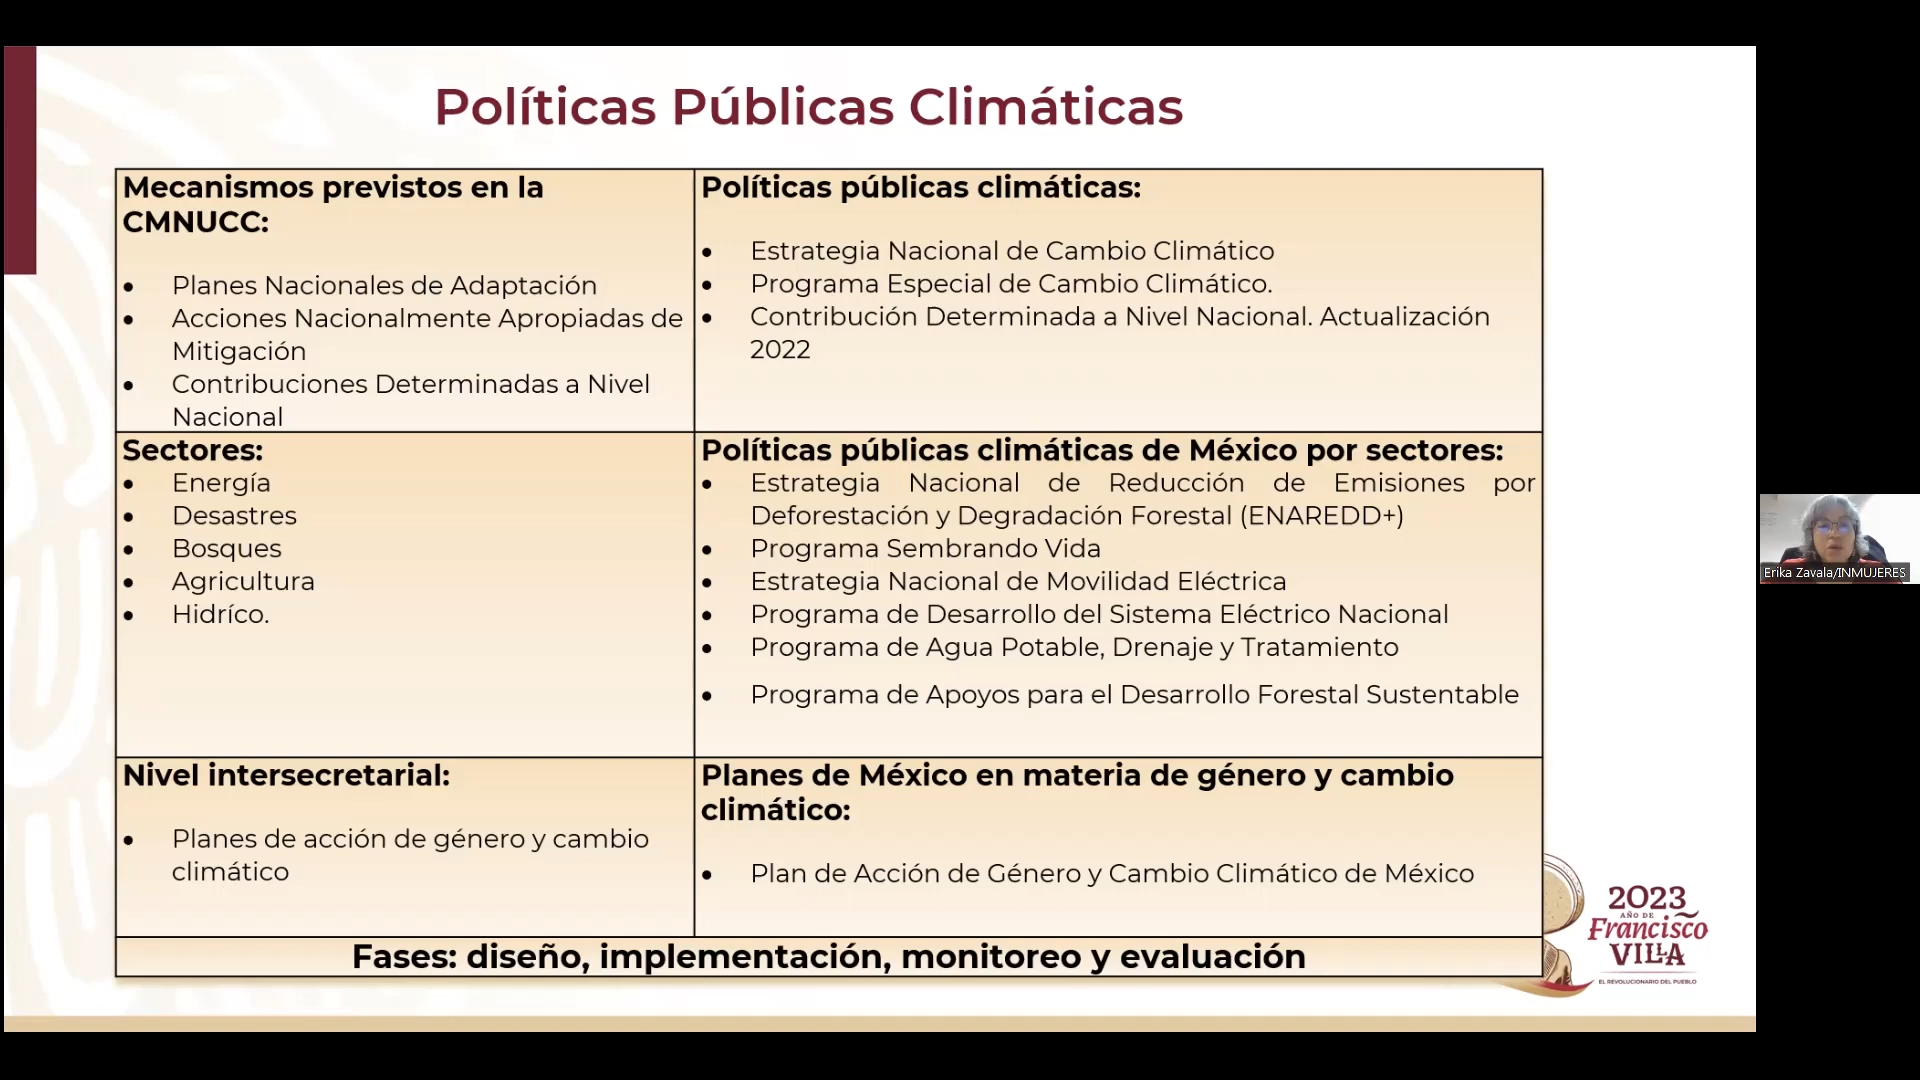 Políticas Públicas Climáticas
Mecanismos previstos en la
CMNUCC:
• Planes Nacionales de Adaptación
• Acciones Nacionalmente Apropiadas de
Mitigación
• Contribuciones Determinadas a Nivel
Nacional
Políticas públicas climáticas:
• Estrategia Nacional de Cambio Climático
• Programa Especial de Cambio Climático.
• Contribución Determinada a Nivel Nacional. Actualización
2022
Sectores:
• Energía
• Desastres
• Bosques
• Agricultura
• Hidríco.
Políticas públicas climáticas de México por sectores:
• Estrategia Nacional de Reducción de Emisiones por
Deforestación y Degradación Forestal (ENAREDD+)
• Programa Sembrando Vida
• Estrategia Nacional de Movilidad Eléctrica
• Programa de Desarrollo del Sistema Eléctrico Nacional
• Programa de Agua Potable, Drenaje y Tratamiento
• Programa de Apoyos para el Desarrollo Forestal Sustentable
Nivel intersecretarial:
• Planes de acción de género y cambio
climático
Planes de México en materia de género y cambio
climático:
• Plan de Acción de Género y Cambio Climático de México
Fases: diseño, implementación, monitoreo y evaluación
2023
AÑO DE
Francisco
VILLA
EL REVOLUCIONARIO DEL PUEBLO
Erika Zavala/INMUJERES